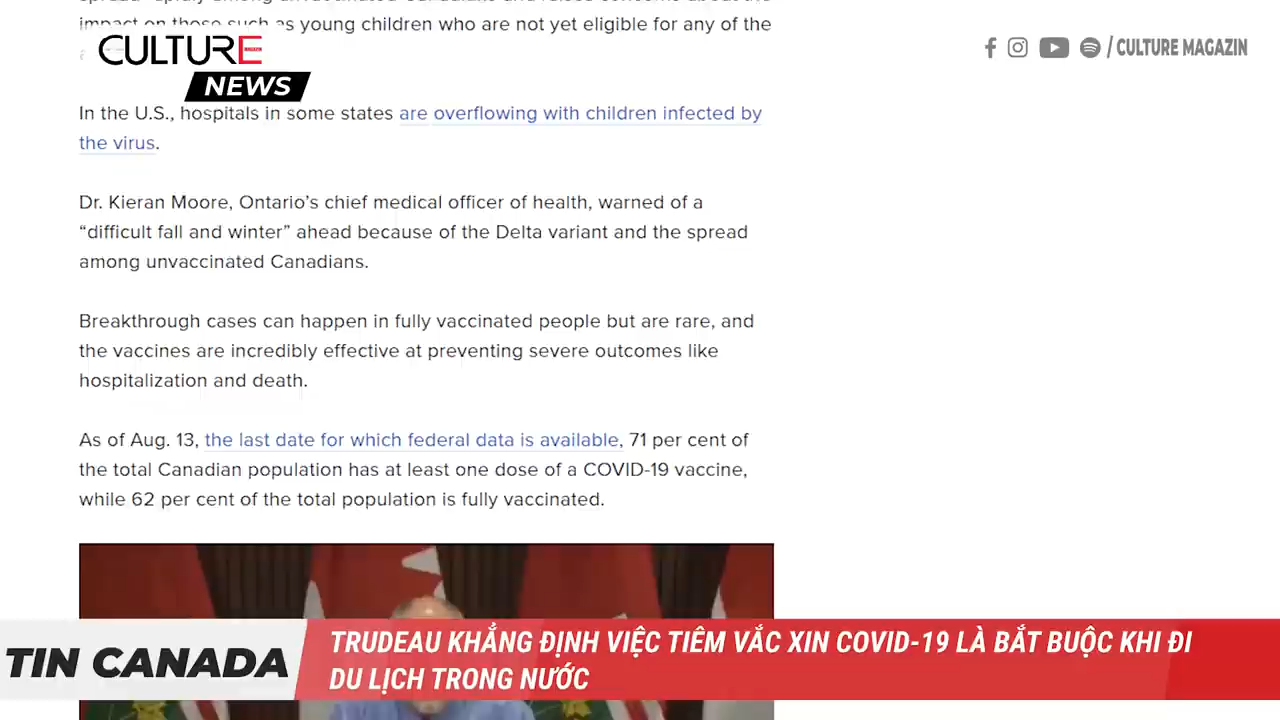 impact on those such as young children who are not yet eligible for any of the
CULTURE
NEWS
/ CULTURE MAGAZIN
In the U.S., hospitals in some states are overflowing with children infected by
the virus.
Dr. Kieran Moore, Ontario’s chief medical officer of health, warned of a
“difficult fall and winter” ahead because of the Delta variant and the spread
among unvaccinated Canadians.
Breakthrough cases can happen in fully vaccinated people but are rare, and
the vaccines are incredibly effective at preventing severe outcomes like
hospitalization and death.
As of Aug. 13, the last date for which federal data is available, 71 per cent of
the total Canadian population has at least one dose of a COVID-19 vaccine,
while 62 per cent of the total population is fully vaccinated.
TIN CANADA
TRUDEAU KHẲNG ĐỊNH VIỆC TIÊM VẮC XIN COVID-19 LÀ BẮT BUỘC KHI ĐI
DU LỊCH TRONG NƯỚC